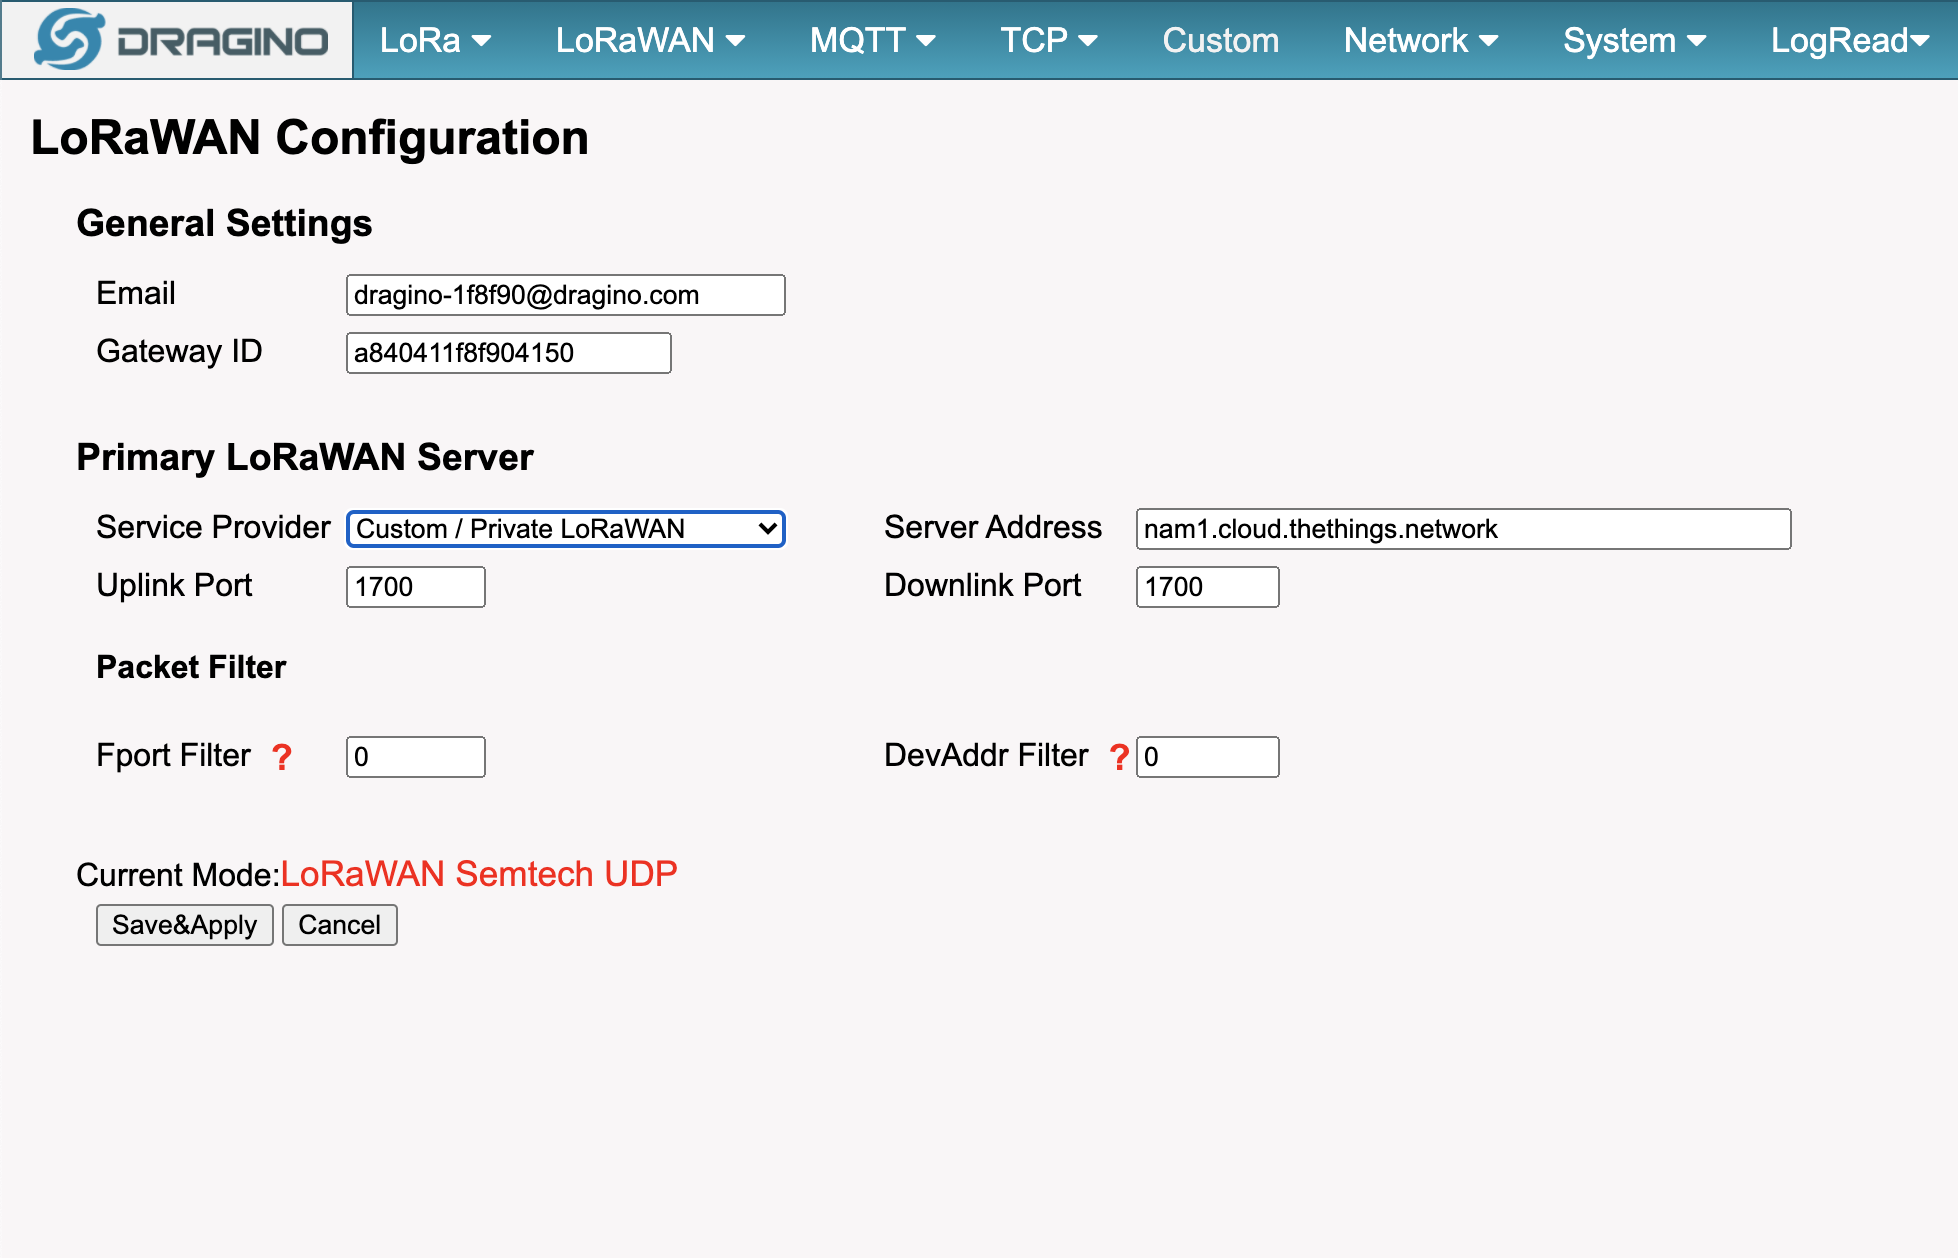 DRAGINO LoRa LoRaWAN MQTT TCP Custom Network System LogRead
LoRaWAN Configuration
General Settings
Email dragino-1f8f90@dragino.com
Gateway ID a840411f8f904150
Primary LoRaWAN Server
Service Provider Custom / Private LoRaWAN Server Address nam1.cloud.thethings.network
Uplink Port 1700 Downlink Port 1700
Packet Filter
Fport Filter ? 0 DevAddr Filter ? 0
Current Mode:LoRaWAN Semtech UDP
Save&Apply Cancel